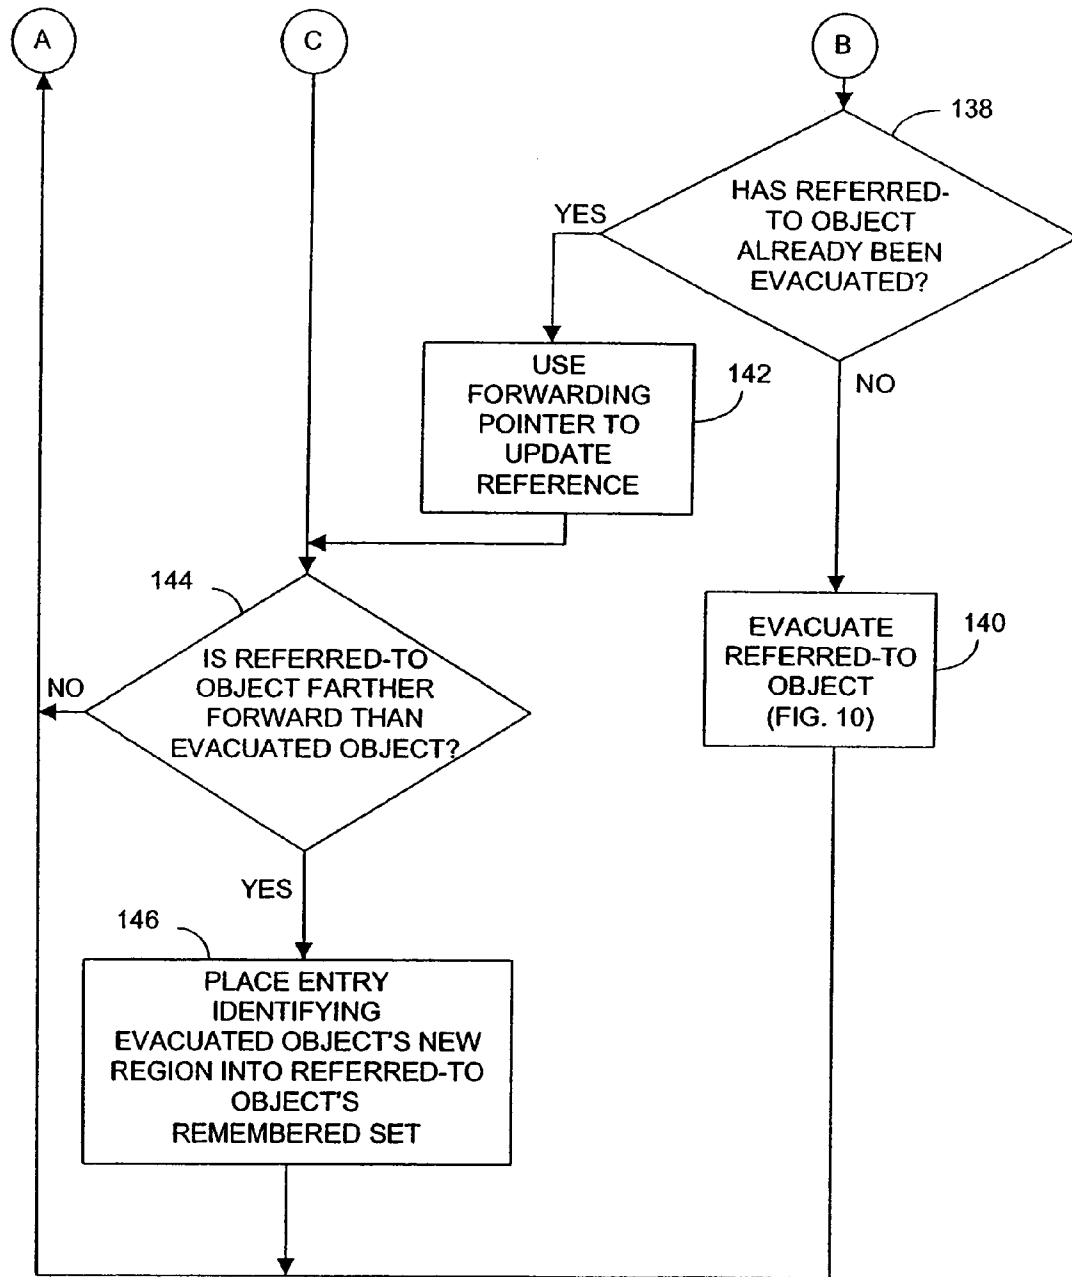 A
C
B
138
HAS REFERRED-
TO OBJECT
ALREADY BEEN
EVACUATED?
YES
NO
USE
FORWARDING
POINTER TO
UPDATE
REFERENCE
142
144
IS REFERRED-TO
OBJECT FARTHER
FORWARD THAN
EVACUATED OBJECT?
NO
YES
EVACUATE
REFERRED-TO
OBJECT
(FIG. 10)
140
146
PLACE ENTRY
IDENTIFYING
EVACUATED OBJECT'S NEW
REGION INTO REFERRED-TO
OBJECT'S
REMEMBERED SET